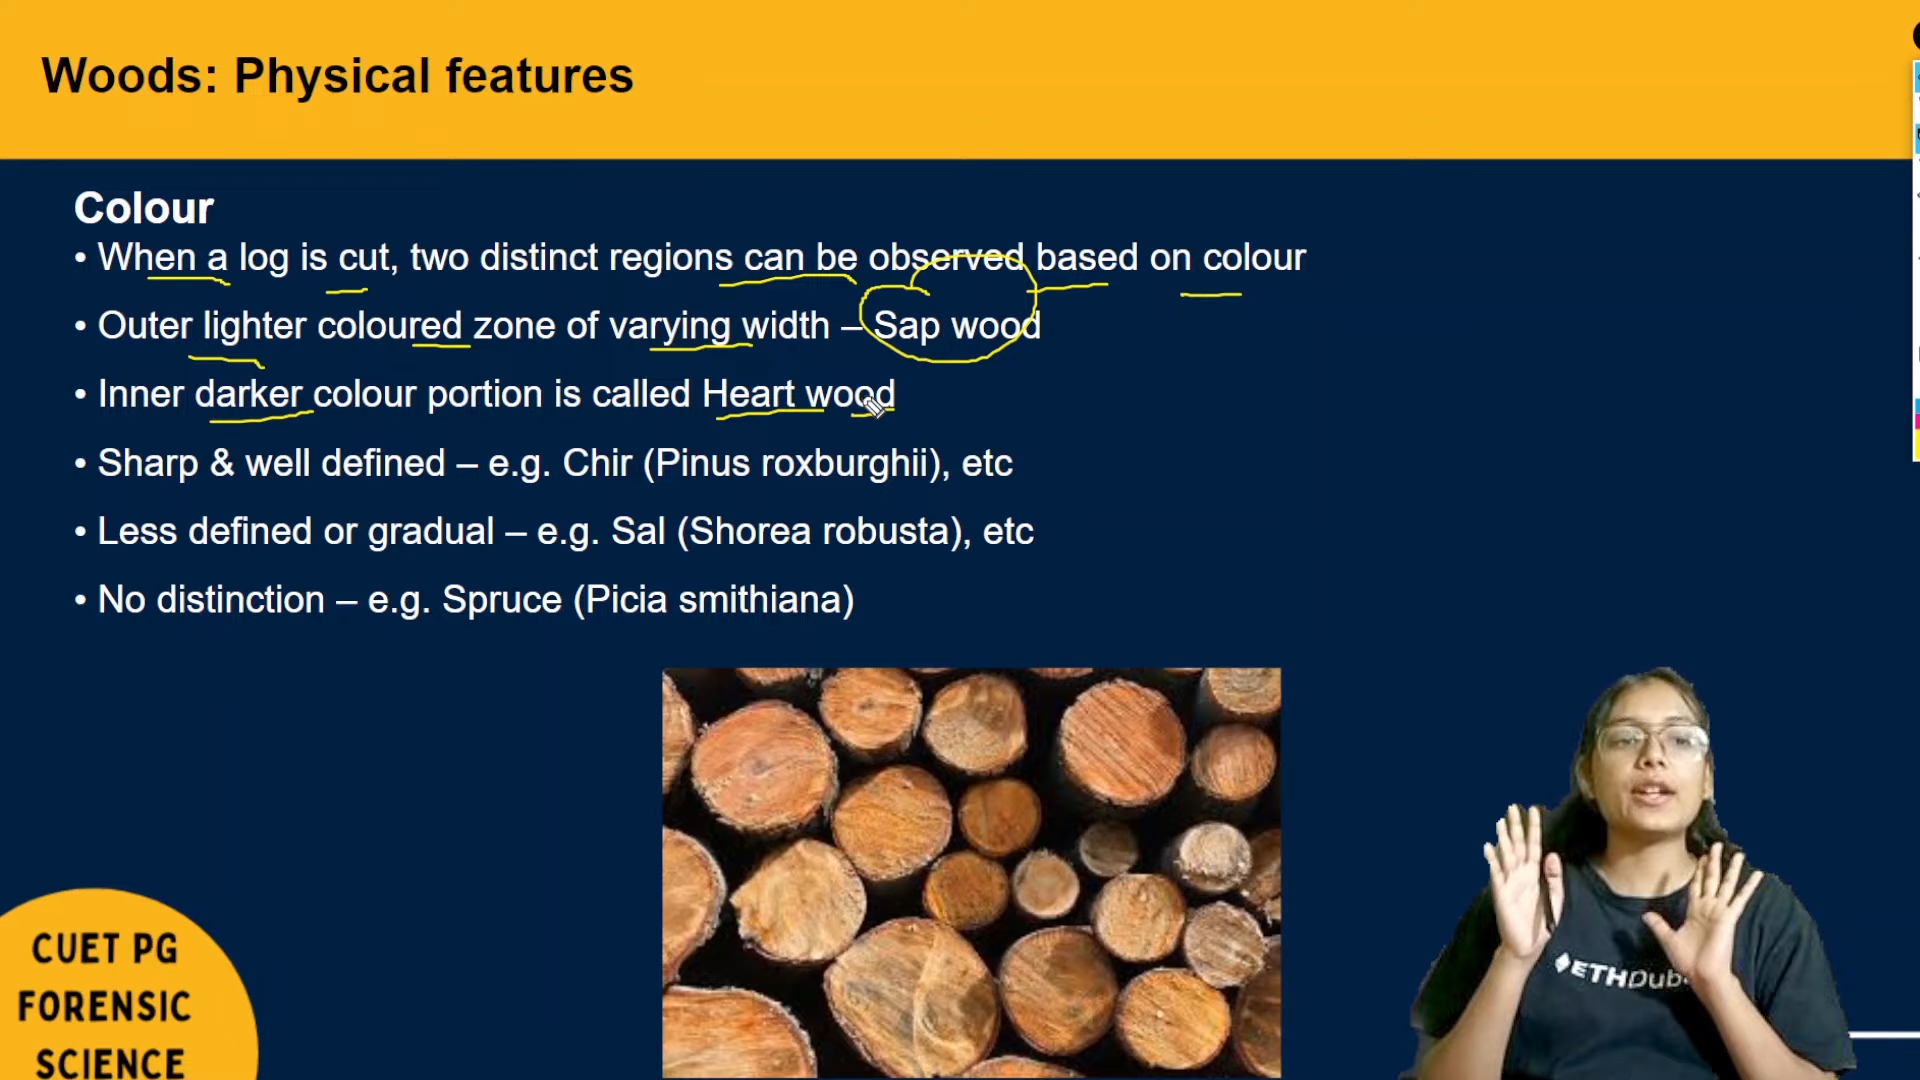 Woods: Physical features
Colour
• When a log is cut, two distinct regions can be observed based on colour
• Outer lighter coloured zone of varying width – Sap wood
• Inner darker colour portion is called Heart wood
• Sharp & well defined – e.g. Chir (Pinus roxburghii), etc
• Less defined or gradual – e.g. Sal (Shorea robusta), etc
• No distinction – e.g. Spruce (Picia smithiana)
CUET PG
FORENSIC
SCIENCE
ETHDub